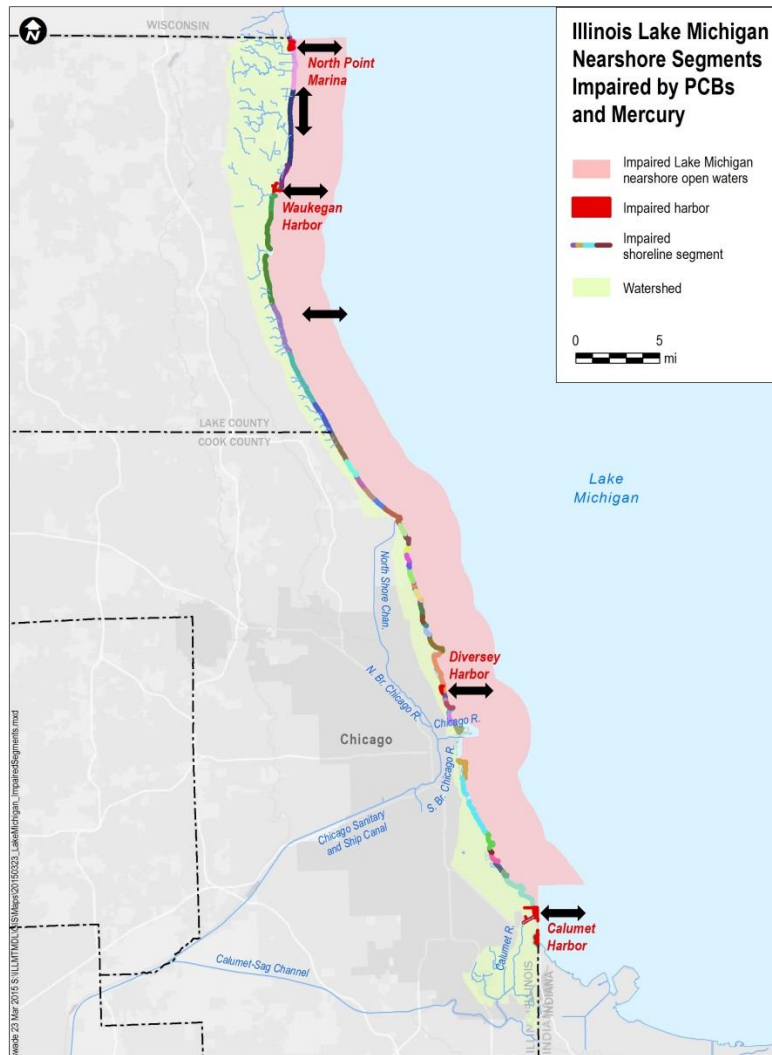 N
WISCONSIN
Illinois Lake Michigan
Nearshore Segments
Impaired by PCBs
and Mercury
Impaired Lake Michigan
nearshore open waters
Impaired harbor
Impaired
shoreline segment
Watershed
0 5
mi
North Point
Marina
Waukegan
Harbor
LAKE COUNTY
COOK COUNTY
Lake
Michigan
North Shore Chan.
Diversey
Harbor
N. Br. Chicago R.
Chicago R.
Chicago
S. Br. Chicago R.
Chicago Sanitary
and Ship Canal
Calumet
Harbor
Calumet R.
Calumet-Sag Channel
ILLINOIS
INDIANA